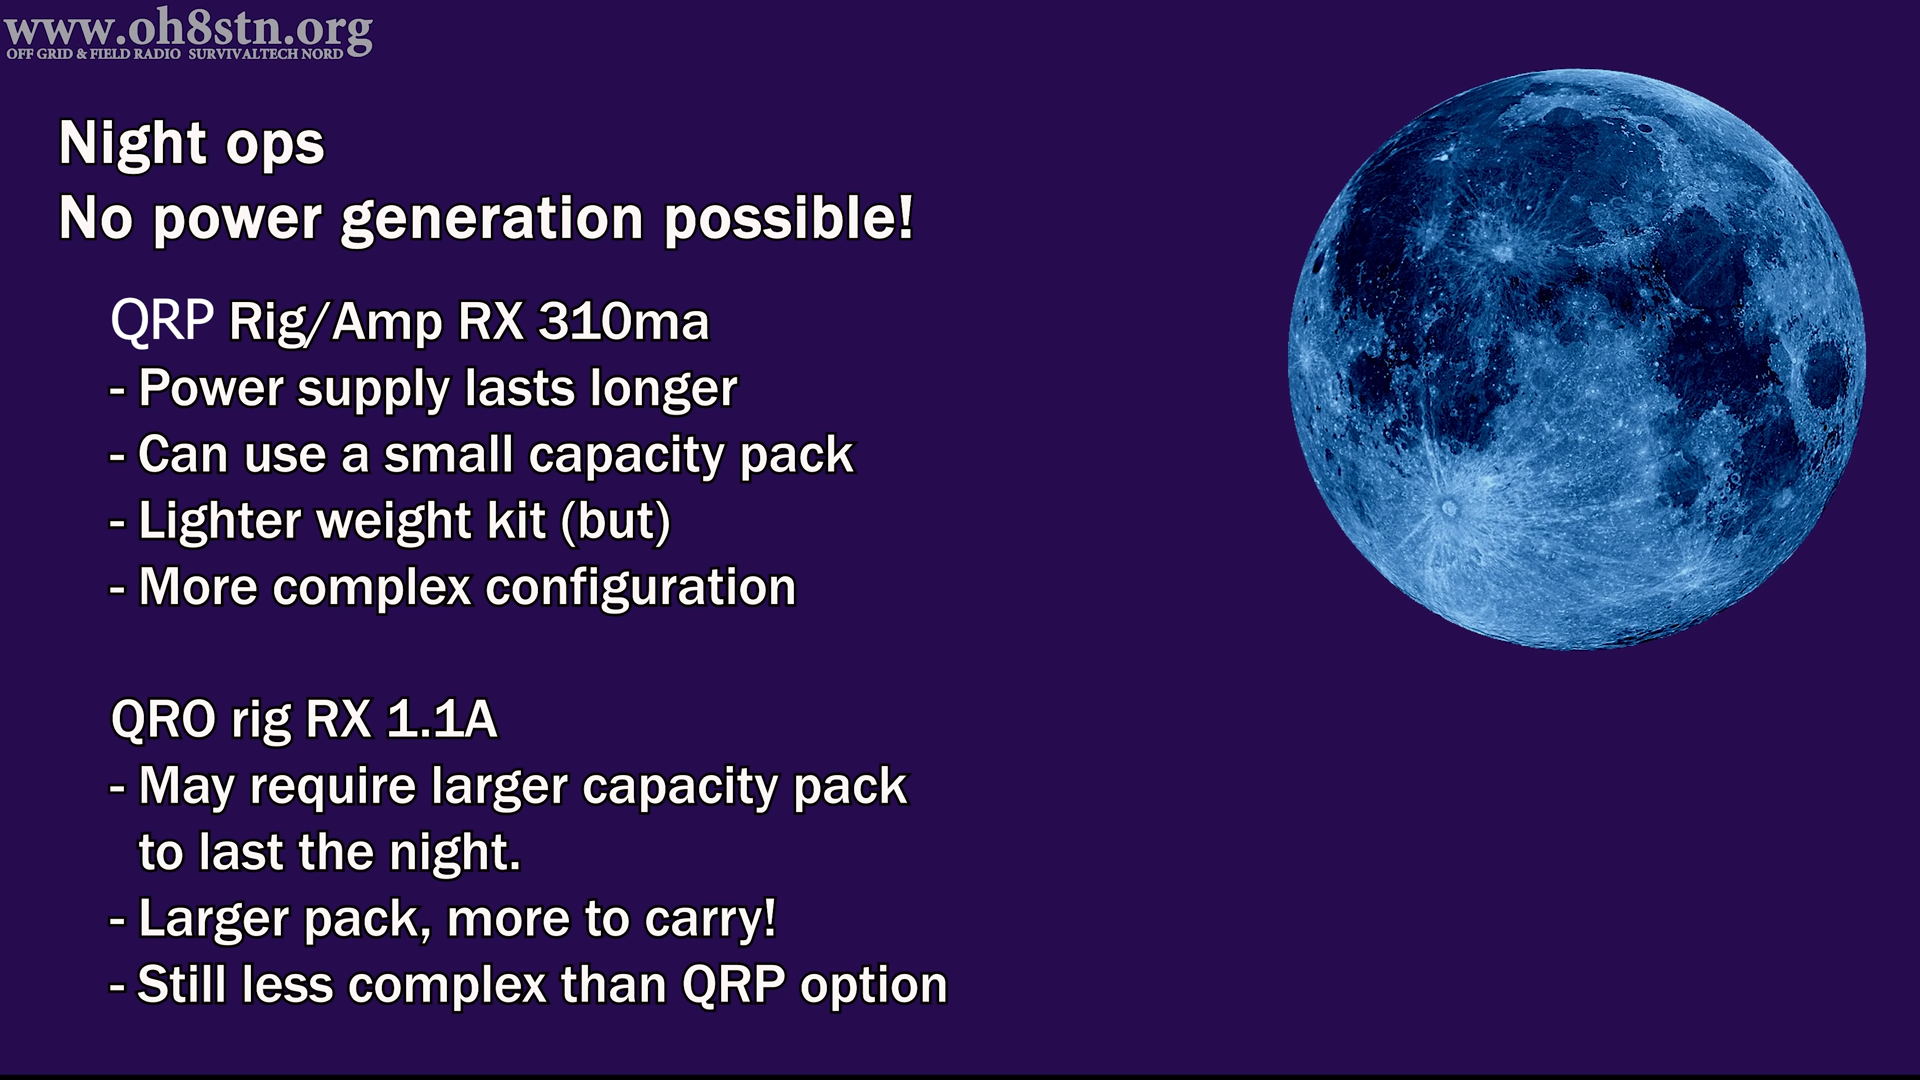 www.oh8stn.org
OFF GRID & FIELD RADIO SURVIVALTECH NORD
Night ops
No power generation possible!
QRP Rig/Amp RX 310ma
- Power supply lasts longer
- Can use a small capacity pack
- Lighter weight kit (but)
- More complex configuration
QRO rig RX 1.1A
- May require larger capacity pack
to last the night.
- Larger pack, more to carry!
- Still less complex than QRP option